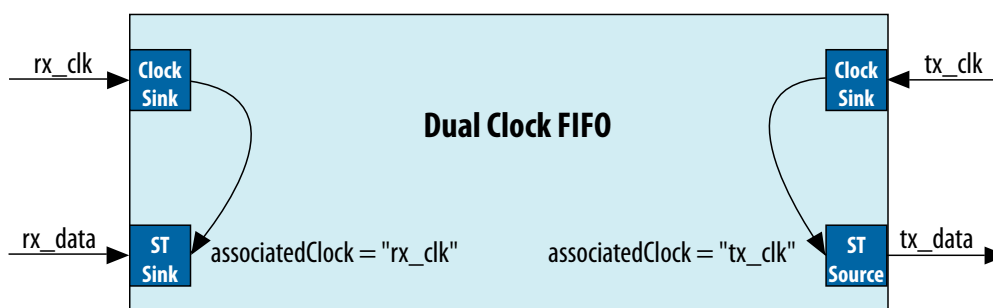 rx_clk
Clock
Sink
Clock
Sink
tx_clk
Dual Clock FIFO
rx_data
ST
Sink
associatedClock = "rx_clk"
associatedClock = "tx_clk"
ST
Source
tx_data